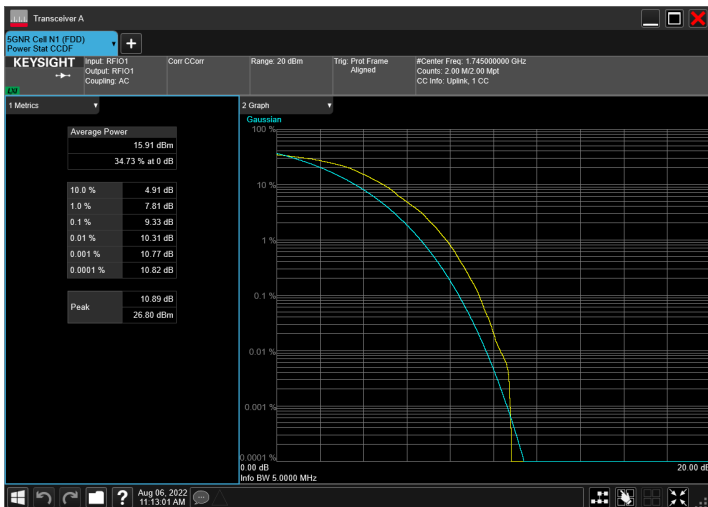 Transceiver A
5GNR Cell N1 (FDD)
Power Stat CCDF
KEYSIGHT
LXI
Input: RFIO1
Output: RFIO1
Coupling: AC
Corr CCorr
Range: 20 dBm
Trig: Prot Frame
Aligned
#Center Freq: 1.745000000 GHz
Counts: 2.00 M/2.00 Mpt
CC Info: Uplink, 1 CC
1 Metrics
Average Power
15.91 dBm
34.73 % at 0 dB
10.0 % 4.91 dB
1.0 % 7.81 dB
0.1 % 9.33 dB
0.01 % 10.31 dB
0.001 % 10.77 dB
0.0001 % 10.82 dB
Peak
10.89 dB
26.80 dBm
2 Graph
Gaussian
100 %
10 %
1 %
0.1 %
0.01 %
0.001 %
0.0001 %
0.00 dB
20.00 dB
Info BW 5.0000 MHz
?
Aug 06, 2022
11:13:01 AM